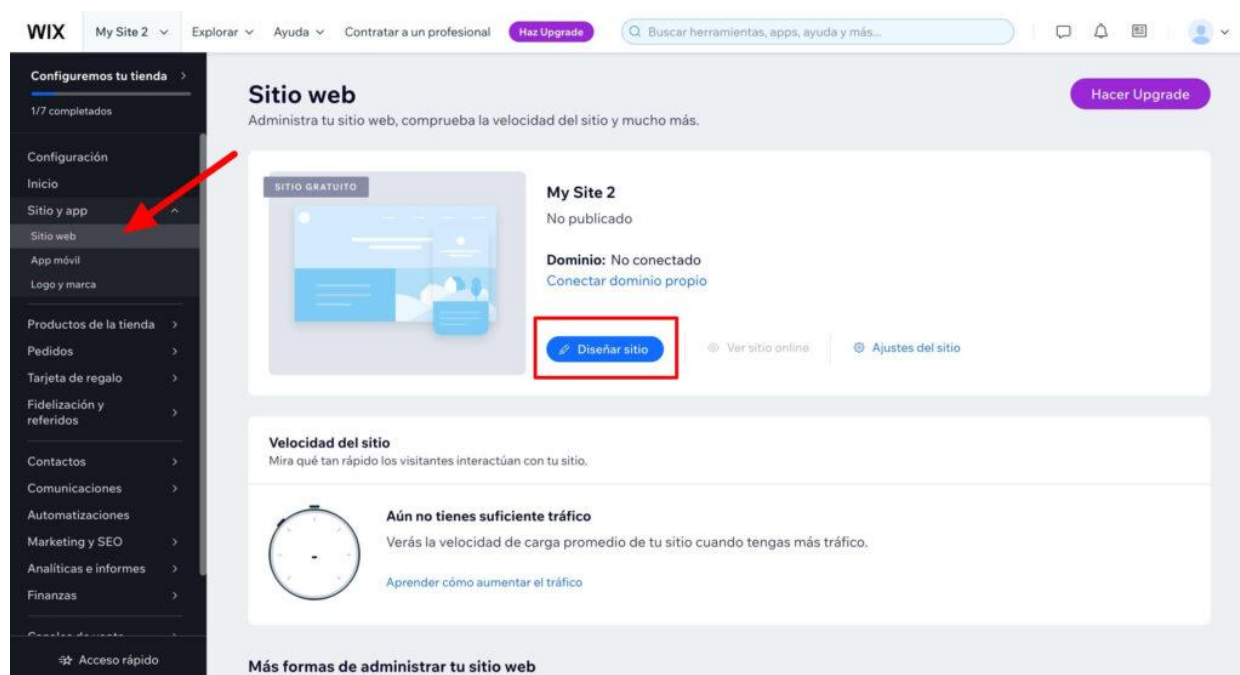 WIX My Site 2 Explorar Ayuda Contratar a un profesional Haz Upgrade Buscar herramientas, apps, ayuda y más...
Configuremos tu tienda
1/7 completados
Configuración
Inicio
Sitio y app
Sitio web
App móvil
Logo y marca
Productos de la tienda
Pedidos
Tarjeta de regalo
Fidelización y
referidos
Contactos
Comunicaciones
Automatizaciones
Marketing y SEO
Analíticas e informes
Finanzas
Canales de venta
Acceso rápido
Sitio web
Administra tu sitio web, comprueba la velocidad del sitio y mucho más.
Hacer Upgrade
SITIO GRATUITO
My Site 2
No publicado
Dominio: No conectado
Conectar dominio propio
Diseñar sitio Ver sitio online Ajustes del sitio
Velocidad del sitio
Mira qué tan rápido los visitantes interactúan con tu sitio.
Aún no tienes suficiente tráfico
Verás la velocidad de carga promedio de tu sitio cuando tengas más tráfico.
Aprender cómo aumentar el tráfico
Más formas de administrar tu sitio web